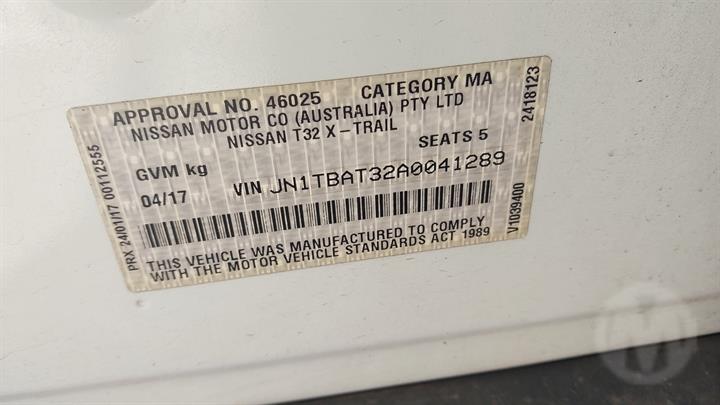 APPROVAL NO. 46025 CATEGORY MA
NISSAN MOTOR CO (AUSTRALIA) PTY LTD
NISSAN T32 X-TRAIL
GVM kg SEATS 5
04/17 VIN JN1TBAT32A0041289
THIS VEHICLE WAS MANUFACTURED TO COMPLY
WITH THE MOTOR VEHICLE STANDARDS ACT 1989
PRX 24/01/17 00112555
2418123
V1039400
M